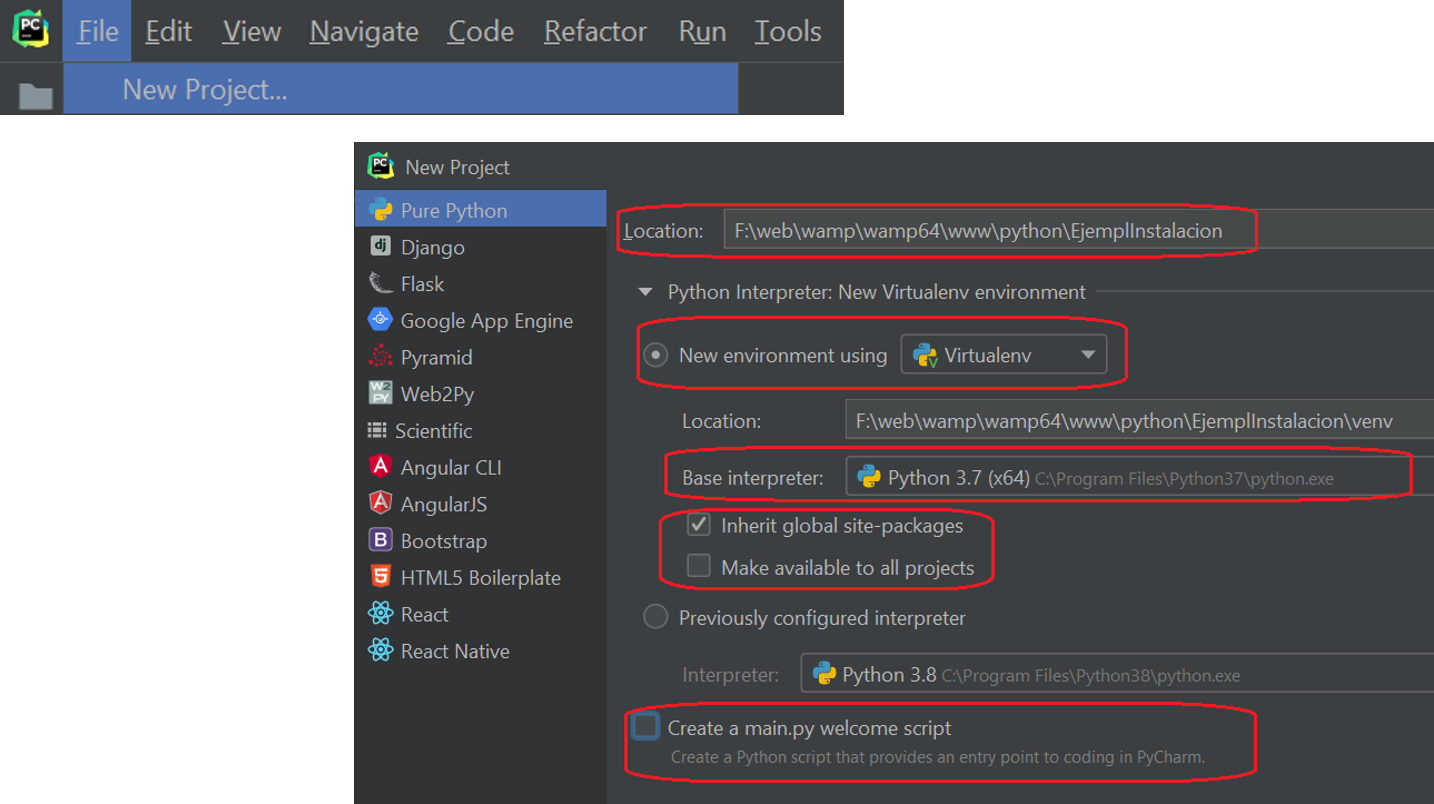 PC File Edit View Navigate Code Refactor Run Tools
New Project...
PC New Project
Pure Python
dj Django
Flask
Google App Engine
Pyramid
W2PY Web2Py
Scientific
A Angular CLI
A AngularJS
B Bootstrap
5 HTML5 Boilerplate
React
React Native
Location: F:\web\wamp\wamp64\www\python\EjemplInstalacion
Python Interpreter: New Virtualenv environment
New environment using V Virtualenv
Location: F:\web\wamp\wamp64\www\python\EjemplInstalacion\venv
Base interpreter: Python 3.7 (x64) C:\Program Files\Python37\python.exe
Inherit global site-packages
Make available to all projects
Previously configured interpreter
Interpreter: Python 3.8 C:\Program Files\Python38\python.exe
Create a main.py welcome script
Create a Python script that provides an entry point to coding in PyCharm.